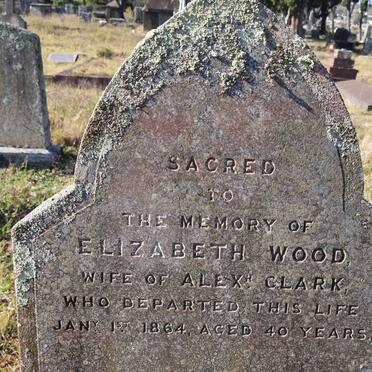 SACRED
TO
THE MEMORY OF
ELIZABETH WOOD,
WIFE OF ALEXR CLARK,
WHO DEPARTED THIS LIFE
JANY 1ST 1864, AGED 40 YEARS.